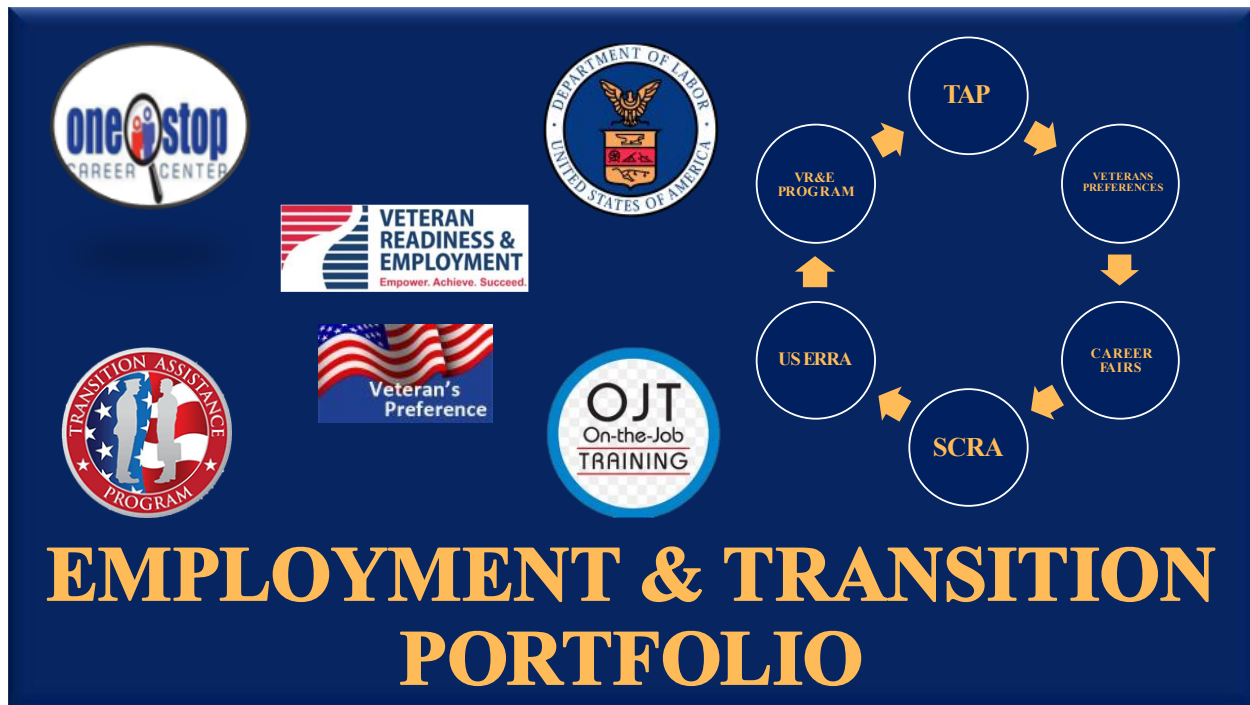 one stop
CAREER CENTER
DEPARTMENT OF LABOR
UNITED STATES OF AMERICA
VETERAN
READINESS &
EMPLOYMENT
Empower. Achieve. Succeed.
TRANSITION ASSISTANCE
PROGRAM
Veteran's
Preference
OJT
On-the-Job
TRAINING
TAP
VETERANS
PREFERENCES
CAREER
FAIRS
SCRA
USERRA
VR&E
PROGRAM
EMPLOYMENT & TRANSITION
PORTFOLIO